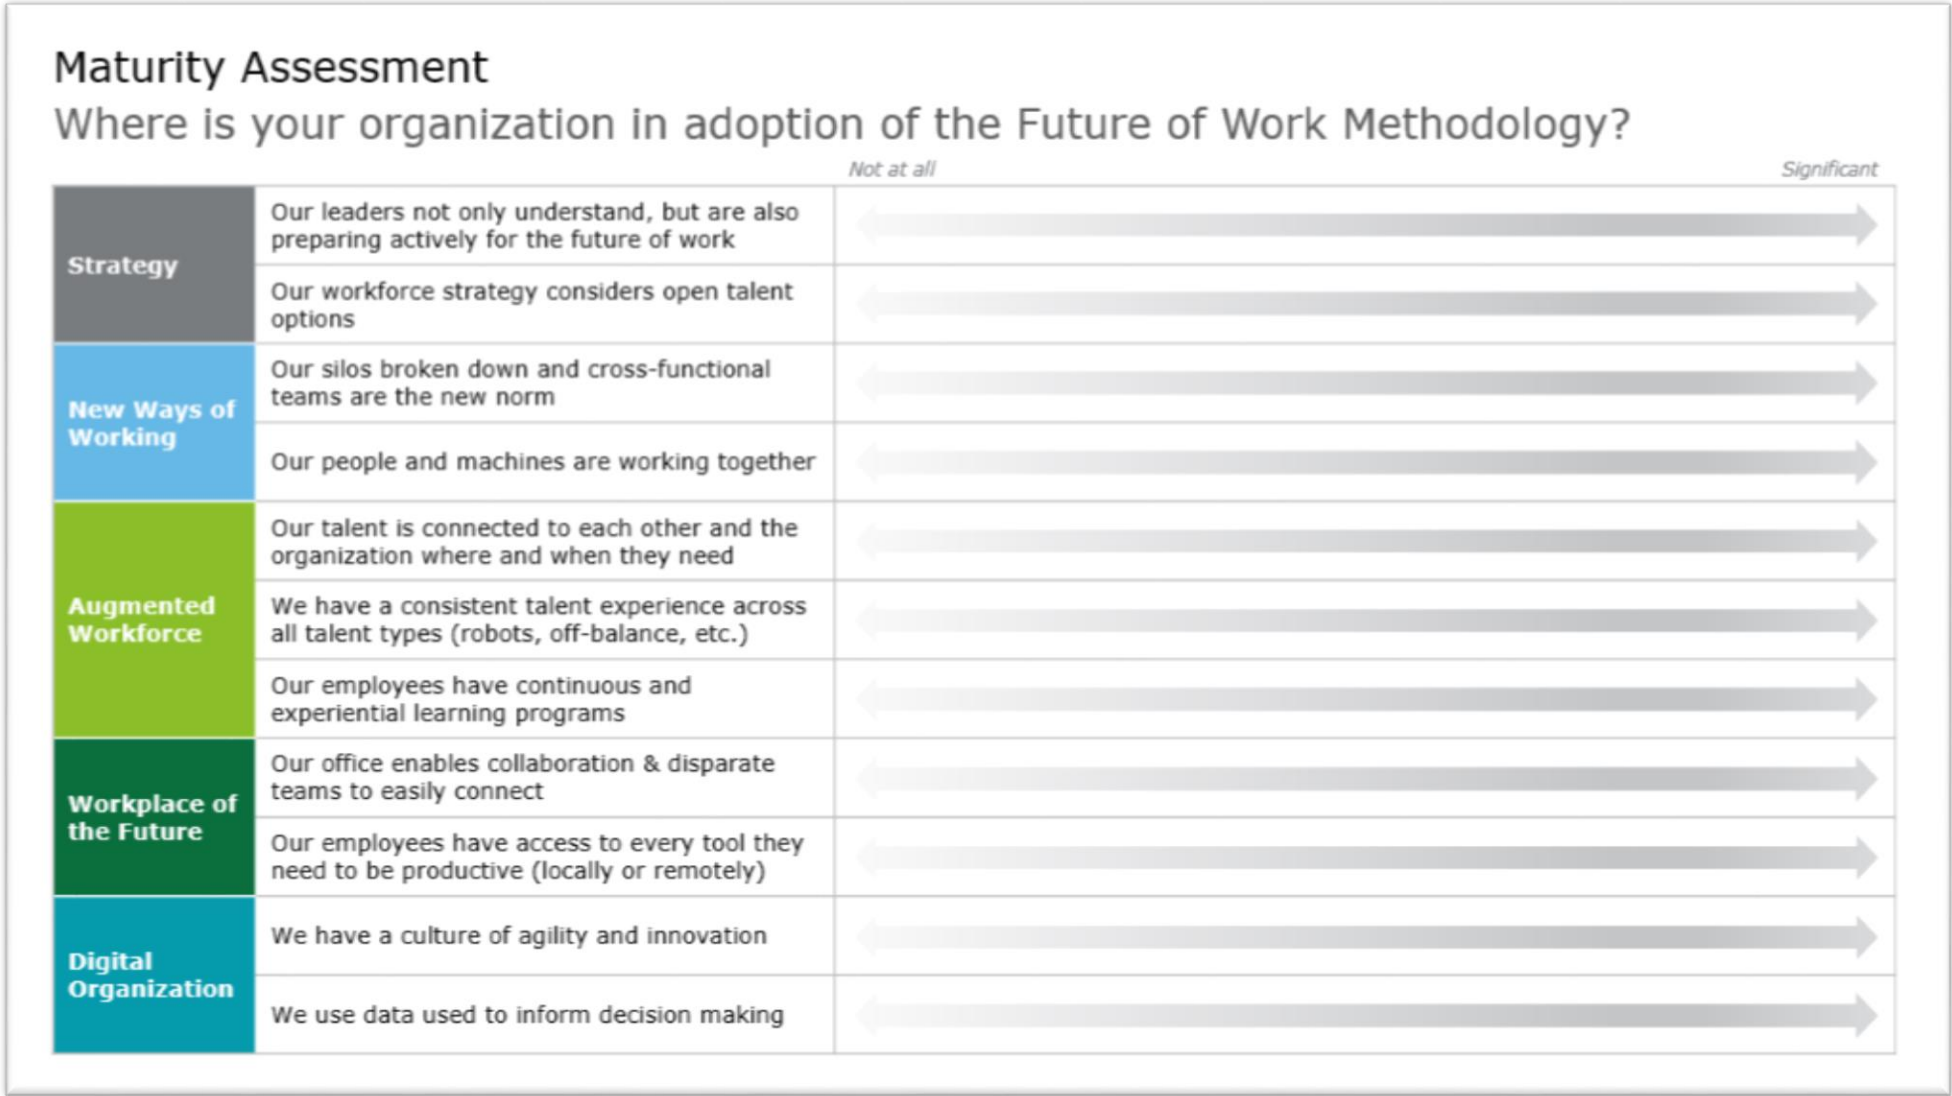 Maturity Assessment
Where is your organization in adoption of the Future of Work Methodology?
Not at all
Significant
Strategy
Our leaders not only understand, but are also
preparing actively for the future of work
Our workforce strategy considers open talent
options
New Ways of
Working
Our silos broken down and cross-functional
teams are the new norm
Our people and machines are working together
Augmented
Workforce
Our talent is connected to each other and the
organization where and when they need
We have a consistent talent experience across
all talent types (robots, off-balance, etc.)
Our employees have continuous and
experiential learning programs
Workplace of
the Future
Our office enables collaboration & disparate
teams to easily connect
Our employees have access to every tool they
need to be productive (locally or remotely)
Digital
Organization
We have a culture of agility and innovation
We use data used to inform decision making